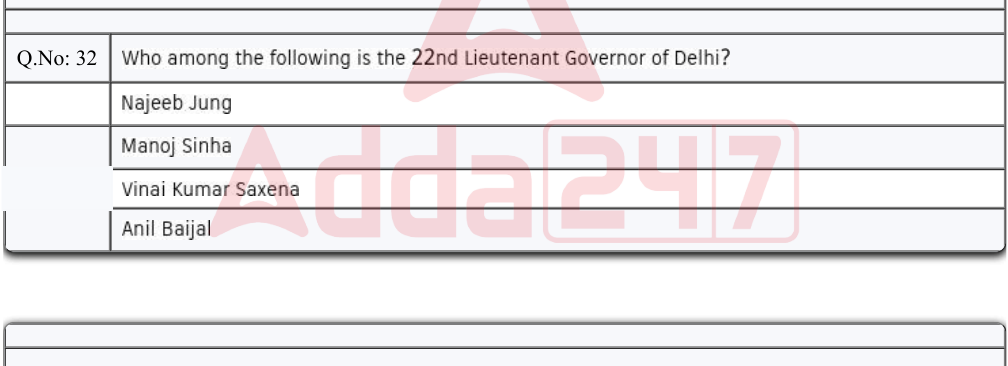 Q.No: 32 Who among the following is the 22nd Lieutenant Governor of Delhi?
Najeeb Jung
Manoj Sinha
Vinai Kumar Saxena
Anil Baijal
Adda247